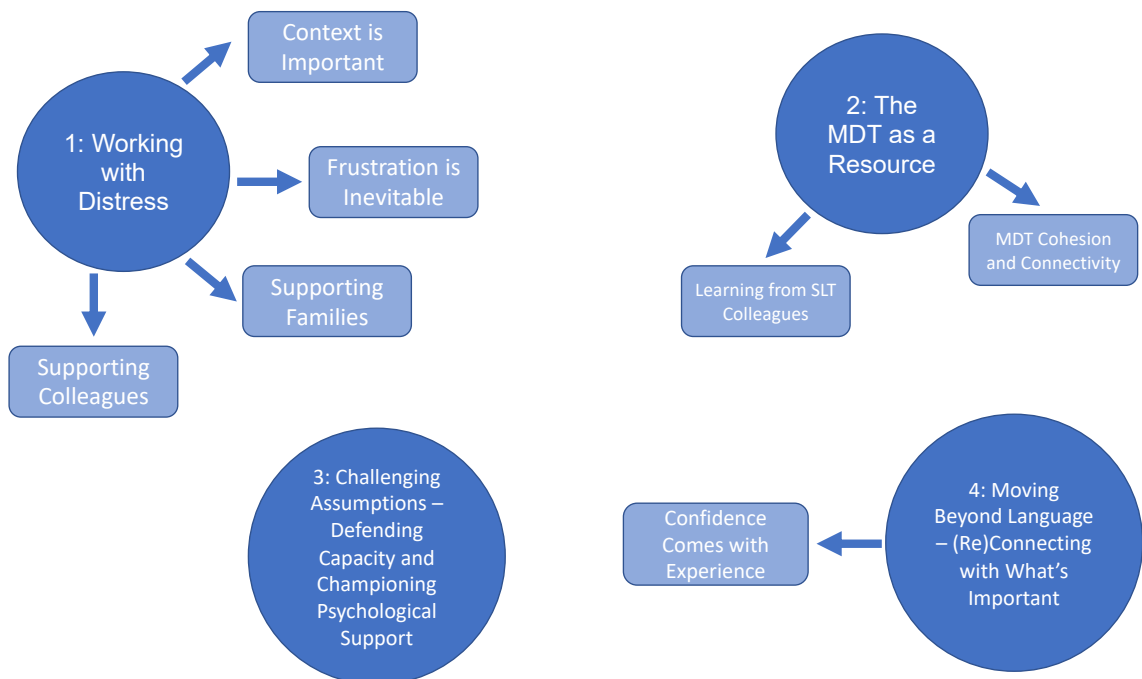 Context is
Important
1: Working
with
Distress
Frustration is
Inevitable
Supporting
Families
Supporting
Colleagues
2: The
MDT as a
Resource
Learning from SLT
Colleagues
MDT Cohesion
and Connectivity
3: Challenging
Assumptions –
Defending
Capacity and
Championing
Psychological
Support
4: Moving
Beyond Language
– (Re)Connecting
with What’s
Important
Confidence
Comes with
Experience